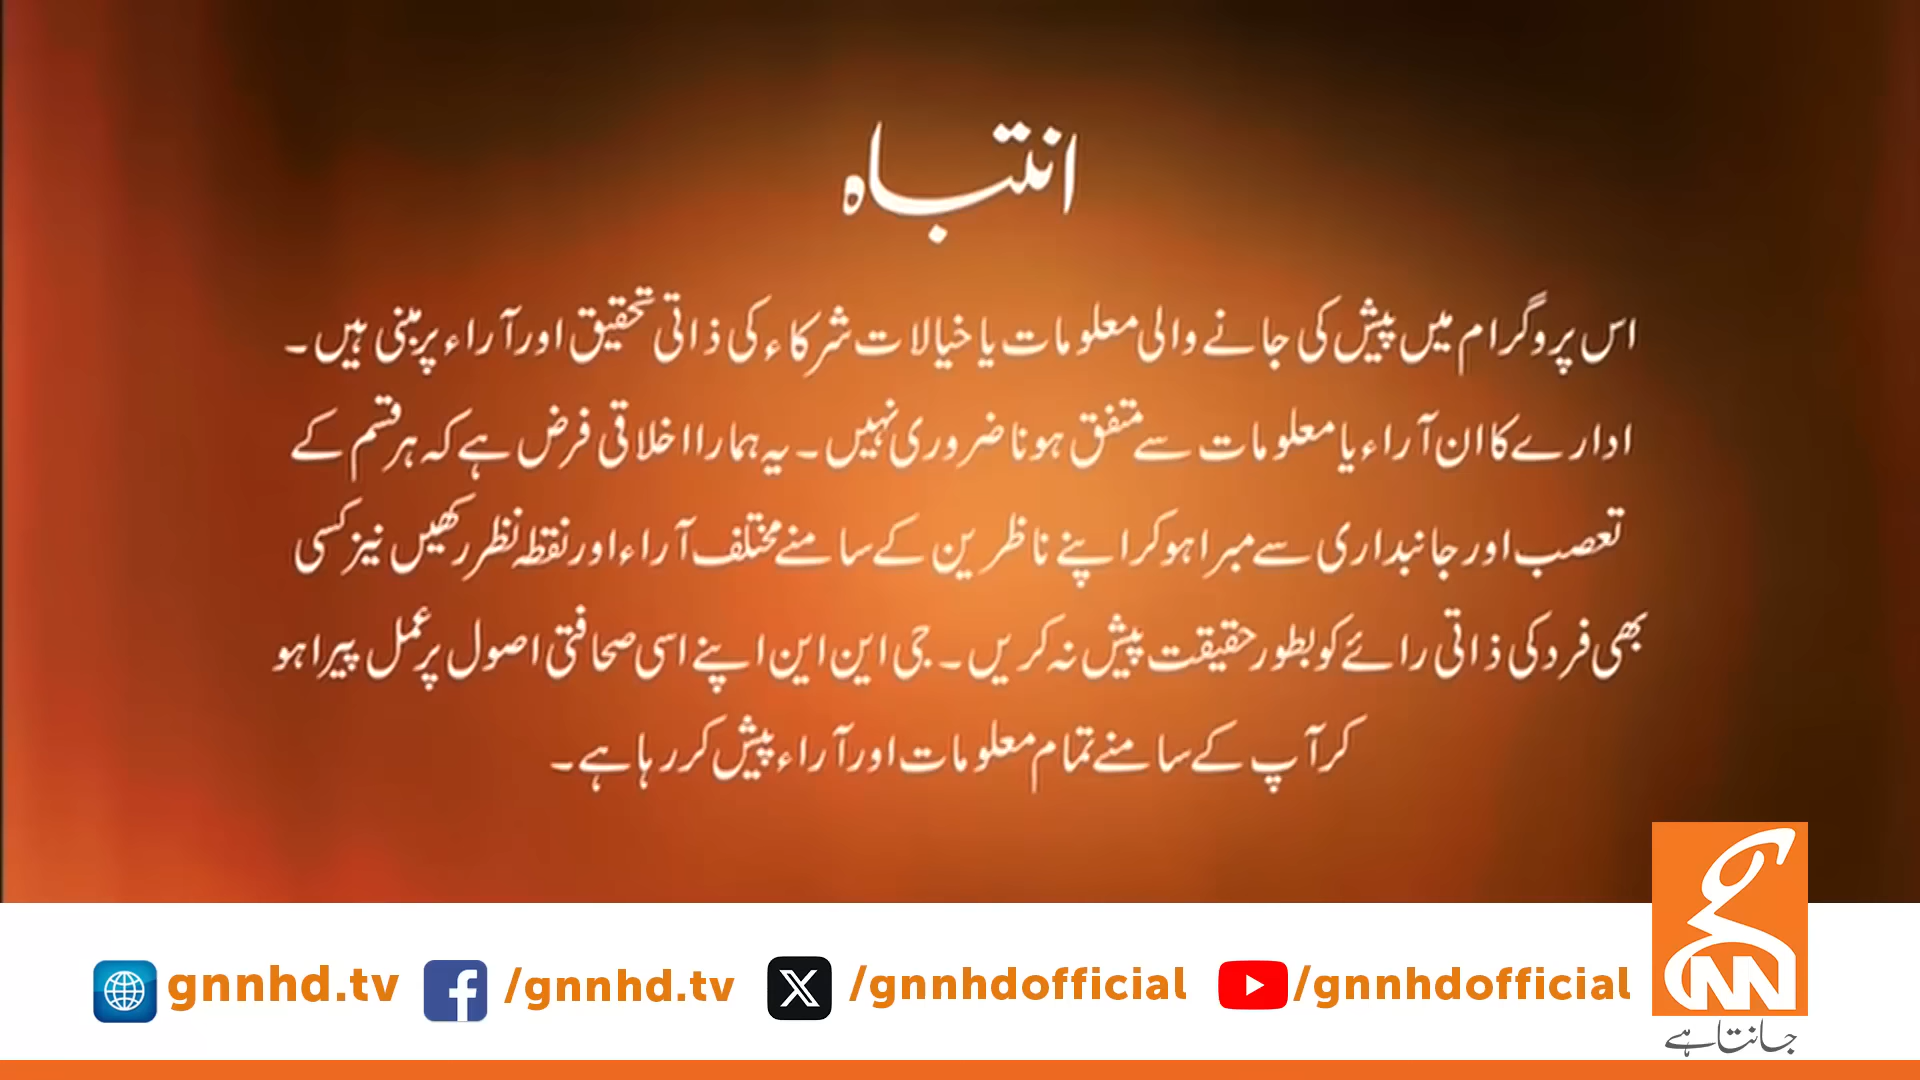 انتباہ
اس پروگرام میں پیش کی جانے والی معلومات یا خیالات شرکاء کی ذاتی تحقیق اور آراء پر مبنی ہیں۔
ادارے کا ان آراء یا معلومات سے متفق ہونا ضروری نہیں۔ یہ ہمارا اخلاقی فرض ہے کہ ہر قسم کے
تعصب اور جانبداری سے مبرا ہو کر اپنے ناظرین کے سامنے مختلف آراء اور نقطہ نظر رکھیں نیز کسی
بھی فرد کی ذاتی رائے کو بطور حقیقت پیش نہ کریں۔ جی این این اپنے اسی صحافتی اصول پر عمل پیرا ہو
کر آپ کے سامنے تمام معلومات اور آراء پیش کر رہا ہے۔
gnnhd.tv /gnnhd.tv /gnnhdofficial /gnnhdofficial
GNN
جانتا ہے